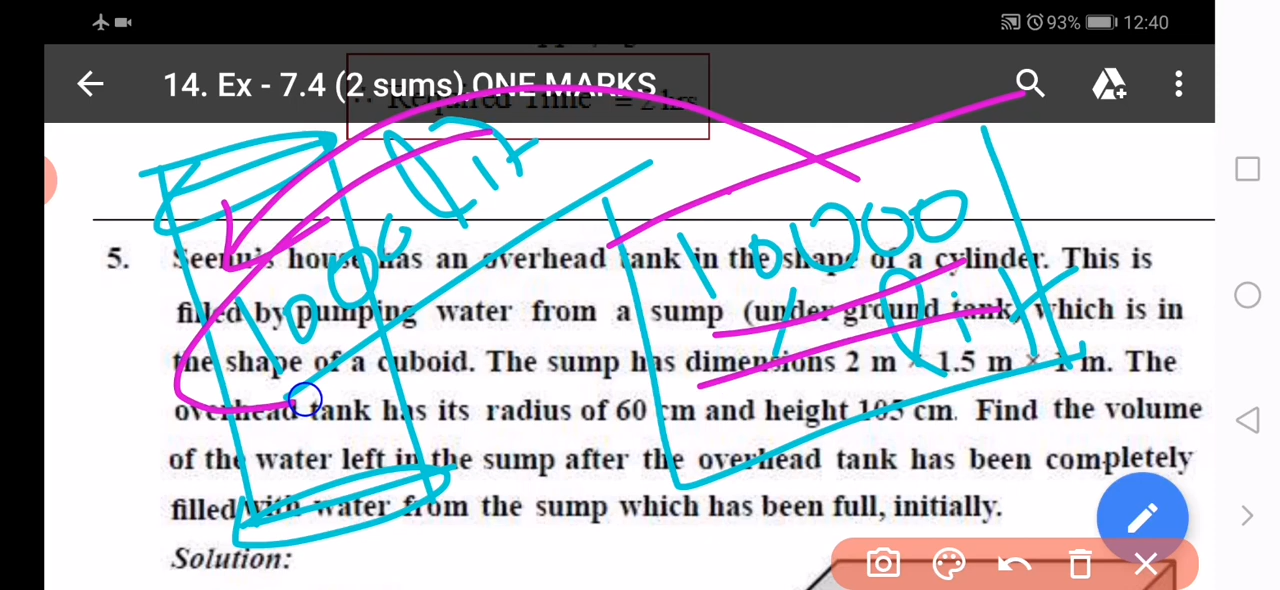 93% 12:40
14. Ex - 7.4 (2 sums) ONE MARKS
∴ Required Time = 2 hrs
5. Seenu's house has an overhead tank in the shape of a cylinder. This is
filled by pumping water from a sump (under ground tank) which is in
the shape of a cuboid. The sump has dimensions 2 m × 1.5 m × 1 m. The
overhead tank has its radius of 60 cm and height 105 cm. Find the volume
of the water left in the sump after the overhead tank has been completely
filled with water from the sump which has been full, initially.
Solution:
1000 lit
10,000 lit